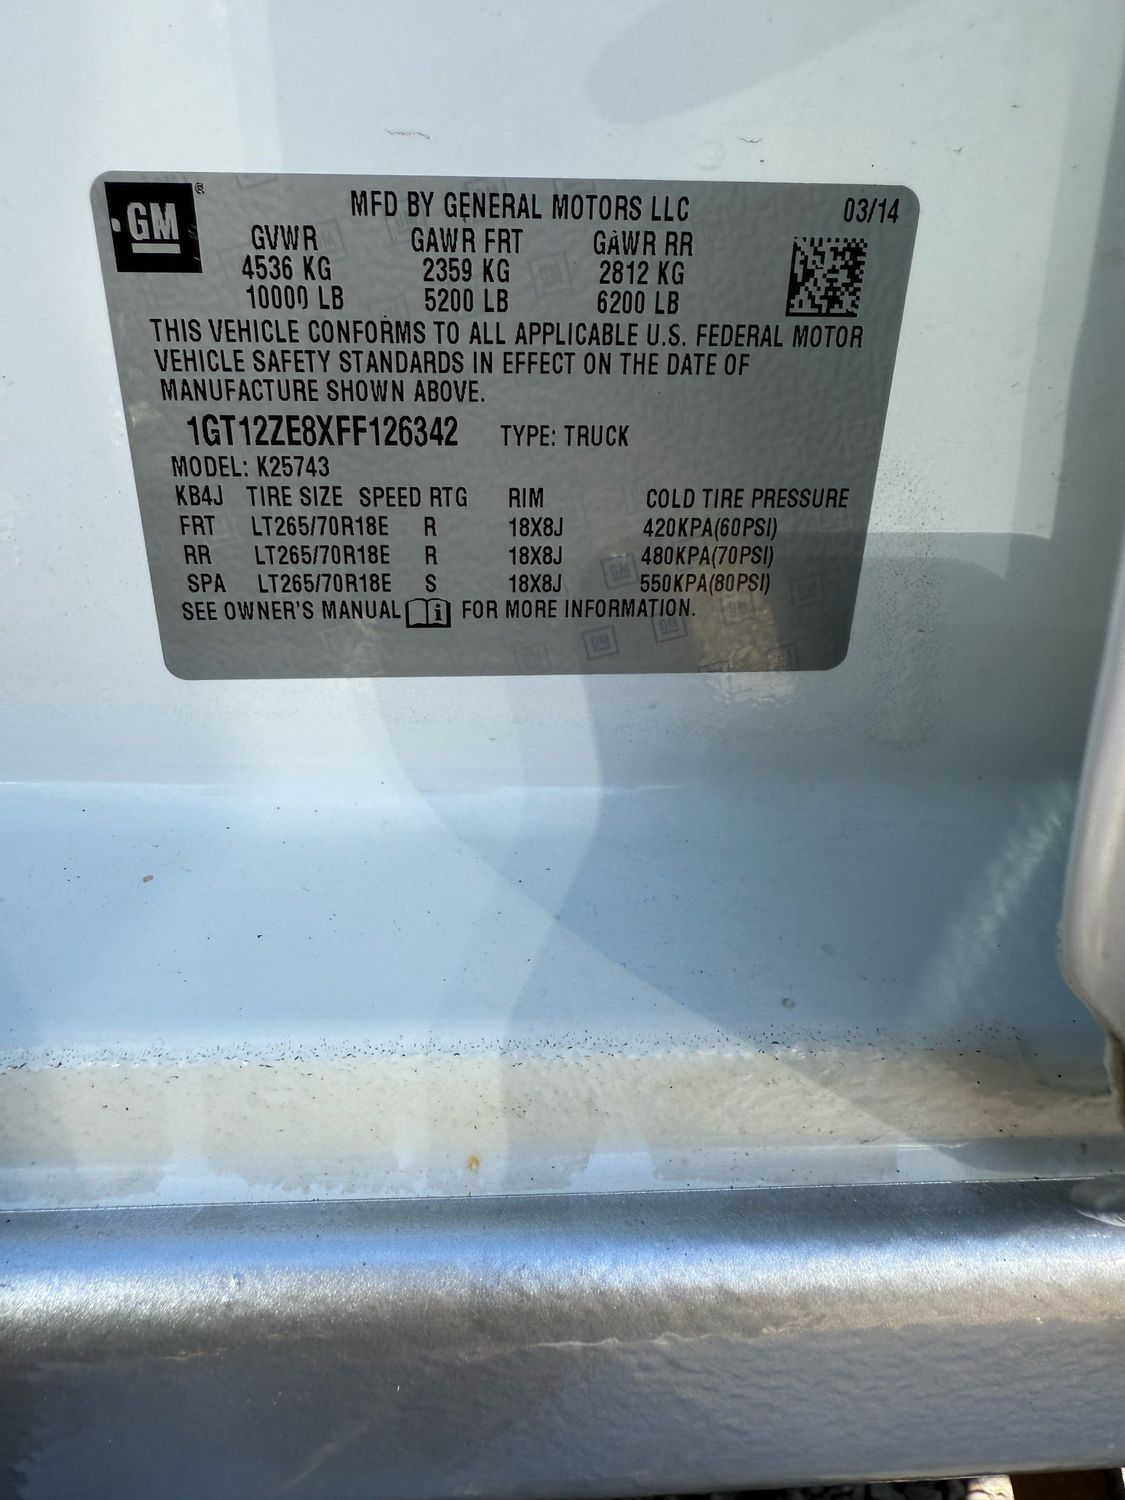 GM ®
MFD BY GENERAL MOTORS LLC 03/14
GVWR GAWR FRT GAWR RR
4536 KG 2359 KG 2812 KG
10000 LB 5200 LB 6200 LB
THIS VEHICLE CONFORMS TO ALL APPLICABLE U.S. FEDERAL MOTOR
VEHICLE SAFETY STANDARDS IN EFFECT ON THE DATE OF
MANUFACTURE SHOWN ABOVE.
1GT12ZE8XFF126342 TYPE: TRUCK
MODEL: K25743
KB4J TIRE SIZE SPEED RTG RIM COLD TIRE PRESSURE
FRT LT265/70R18E R 18X8J 420KPA(60PSI)
RR LT265/70R18E R 18X8J 480KPA(70PSI)
SPA LT265/70R18E S 18X8J 550KPA(80PSI)
SEE OWNER'S MANUAL i FOR MORE INFORMATION.